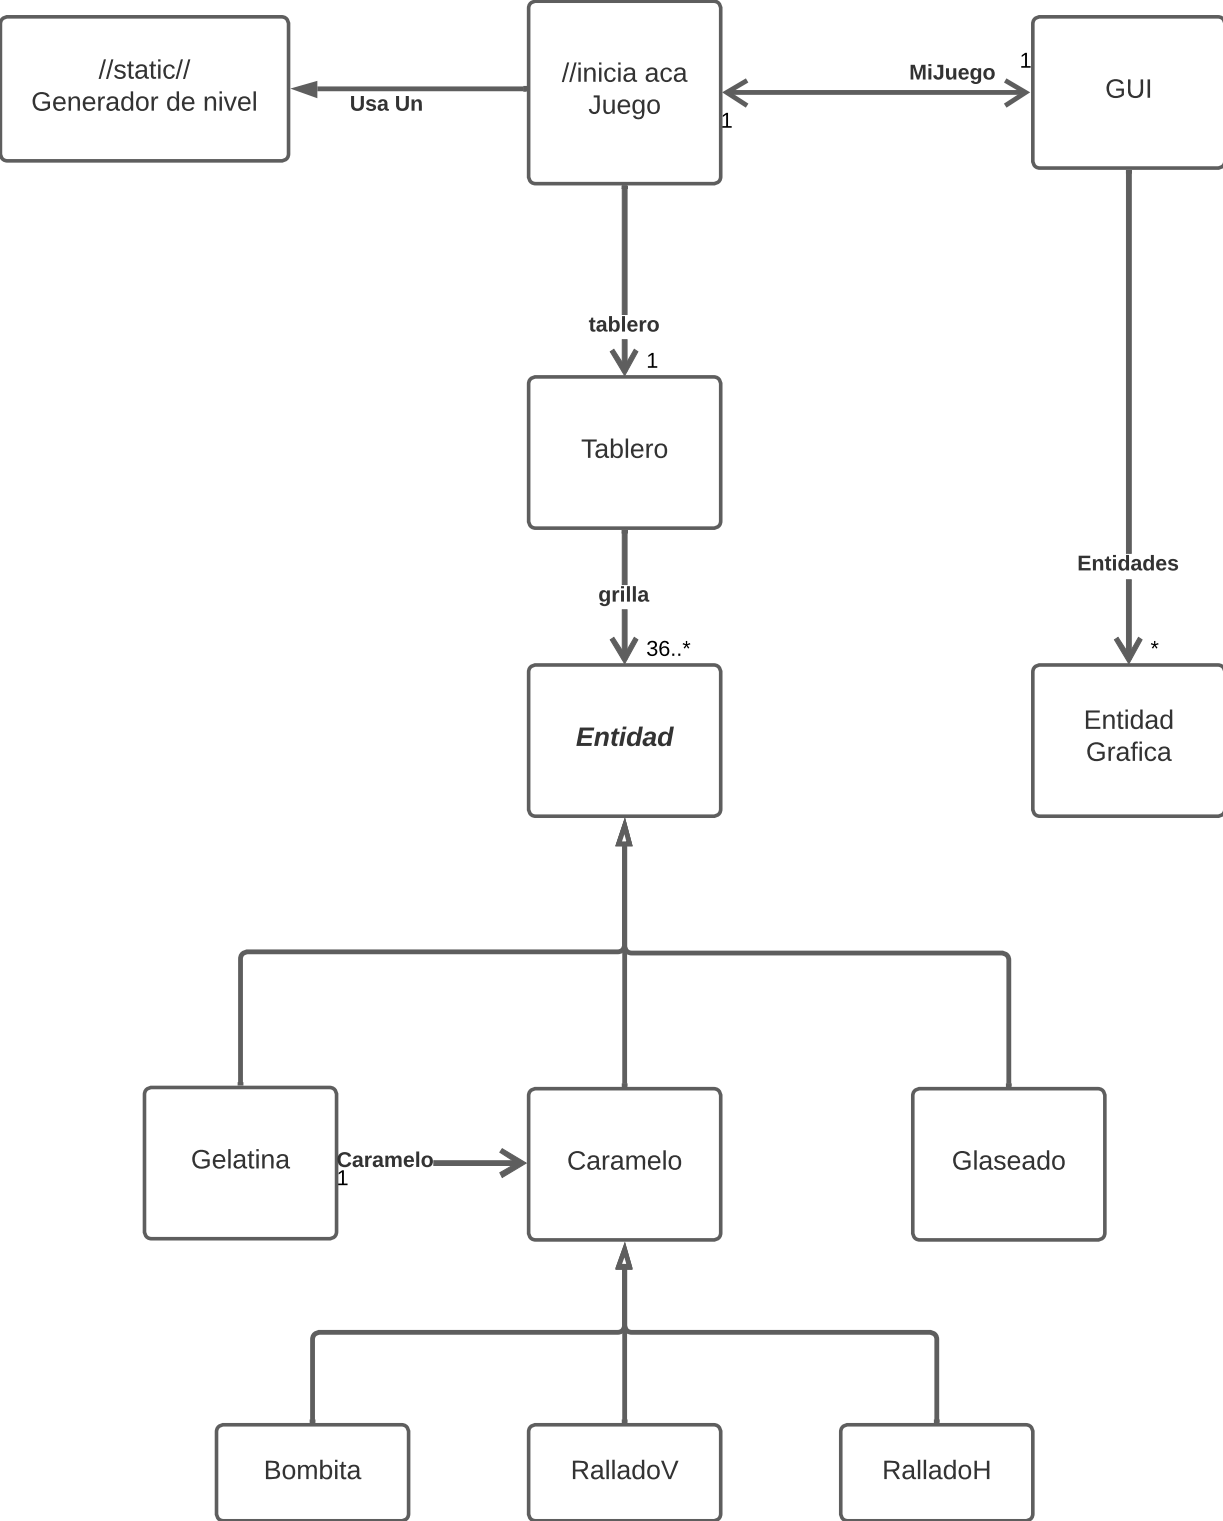 //static//
Generador de nivel
Usa Un
//inicia aca
Juego
MiJuego
1
1
GUI
tablero
1
Tablero
grilla
36..*
Entidad
Entidades
*
Entidad
Grafica
Gelatina
Caramelo
1
Caramelo
Glaseado
Bombita
RalladoV
RalladoH